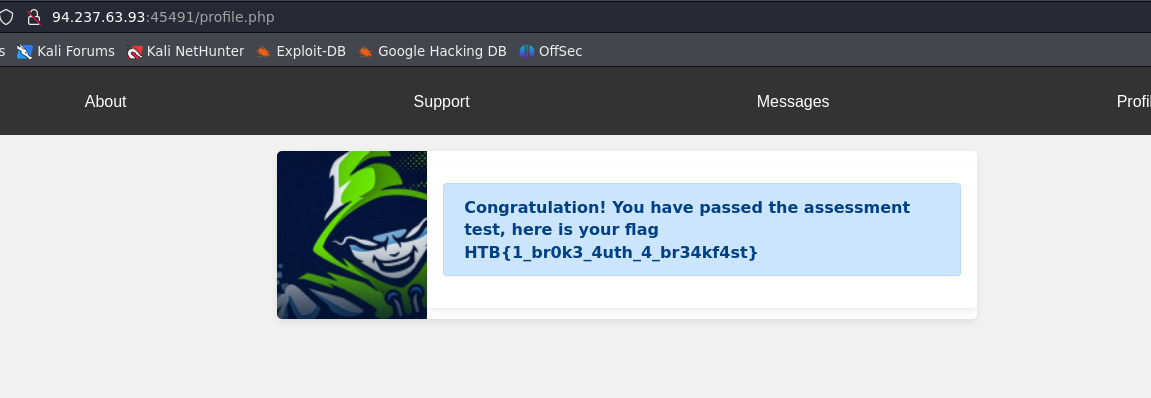 94.237.63.93:45491/profile.php
s Kali Forums Kali NetHunter Exploit-DB Google Hacking DB OffSec
About Support Messages Profi
Congratulation! You have passed the assessment
test, here is your flag
HTB{1_br0k3_4uth_4_br34kf4st}